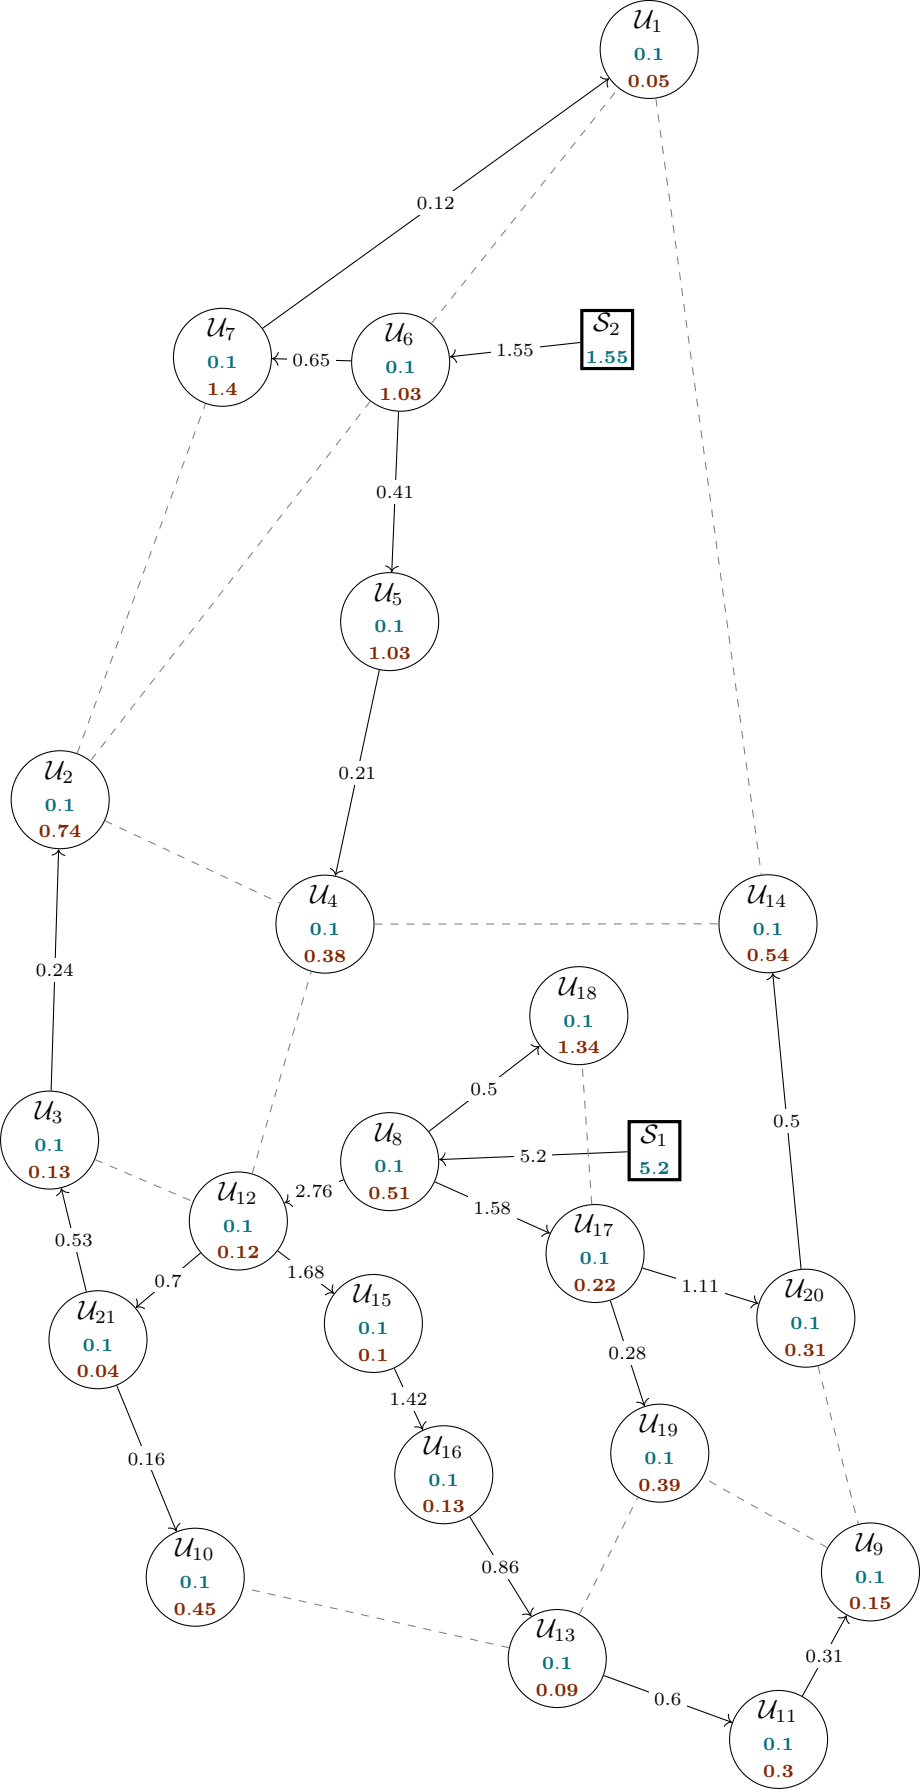 𝒰₁
0.1
0.05
0.12
𝒰₇
0.1
1.4
0.65
𝒰₆
0.1
1.03
1.55
𝒮₂
1.55
0.41
𝒰₅
0.1
1.03
0.21
𝒰₂
0.1
0.74
𝒰₄
0.1
0.38
𝒰₁₄
0.1
0.54
0.24
𝒰₁₈
0.1
1.34
0.5
0.5
𝒰₃
0.1
0.13
𝒰₈
0.1
0.51
5.2
𝒮₁
5.2
𝒰₁₂
0.1
0.12
2.76
1.58
𝒰₁₇
0.1
0.22
0.53
0.7
1.68
1.11
𝒰₂₁
0.1
0.04
𝒰₁₅
0.1
0.1
𝒰₂₀
0.1
0.31
0.28
1.42
0.16
𝒰₁₆
0.1
0.13
𝒰₁₉
0.1
0.39
𝒰₁₀
0.1
0.45
0.86
𝒰₉
0.1
0.15
𝒰₁₃
0.1
0.09
0.31
0.6
𝒰₁₁
0.1
0.3